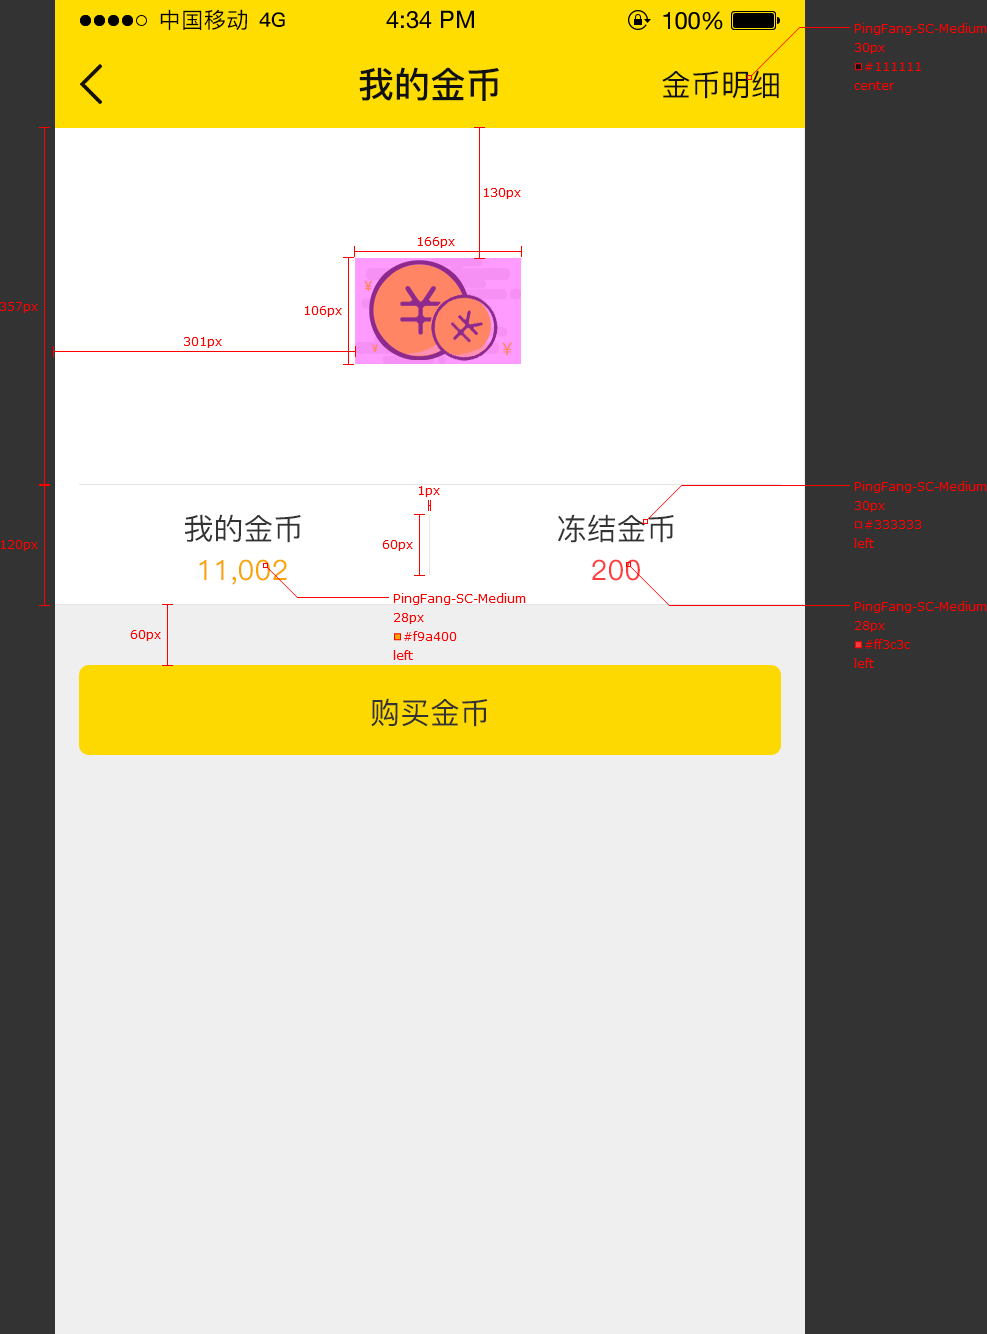 中国移动 4G 4:34 PM 100%
我的金币 金币明细
PingFang-SC-Medium
30px
#111111
center
130px
166px
¥
106px
357px
301px
1px
PingFang-SC-Medium
30px
#333333
left
我的金币 冻结金币
60px
120px
11,002 200
PingFang-SC-Medium
28px
#f9a400
left
PingFang-SC-Medium
28px
#ff3c3c
left
60px
购买金币